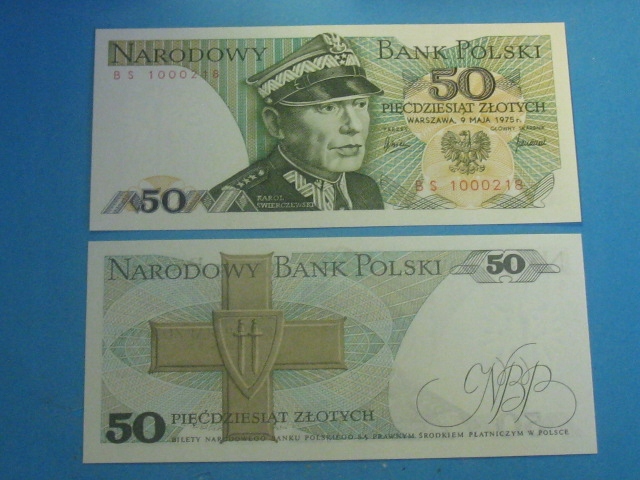 NARODOWY BANK POLSKI
BS 1000218
50
PIĘĆDZIESIĄT ZŁOTYCH
WARSZAWA, 9 MAJA 1975 r.
PREZES GŁÓWNY SKARBNIK
BS 1000218
50
KAROL
ŚWIERCZEWSKI
NARODOWY BANK POLSKI
50
NBP
50 PIĘĆDZIESIĄT ZŁOTYCH
BILETY NARODOWEGO BANKU POLSKIEGO SĄ PRAWNYM ŚRODKIEM PŁATNICZYM W POLSCE